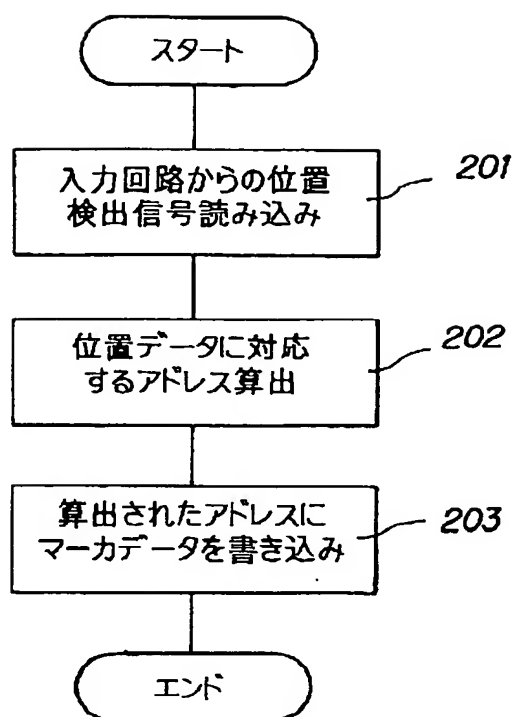 スタート
入力回路からの位置
検出信号読み込み
201
位置データに対応
するアドレス算出
202
算出されたアドレスに
マーカデータを書き込み
203
エンド